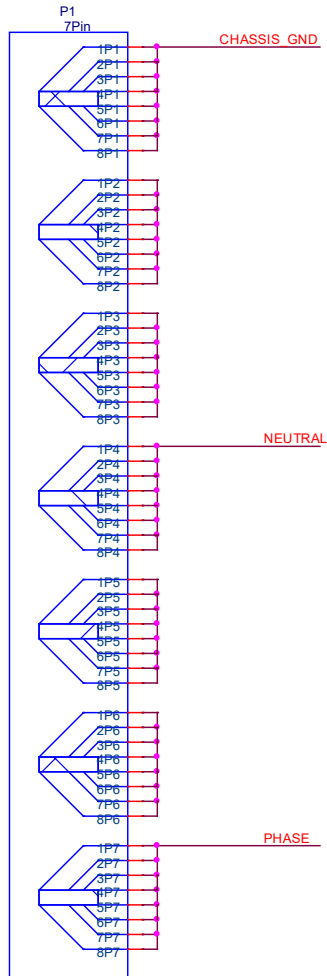 P1
7Pin
1P1
CHASSIS_GND
2P1
3P1
4P1
5P1
6P1
7P1
8P1
1P2
2P2
3P2
4P2
5P2
6P2
7P2
8P2
1P3
2P3
3P3
4P3
5P3
6P3
7P3
8P3
1P4
NEUTRAL
2P4
3P4
4P4
5P4
6P4
7P4
8P4
1P5
2P5
3P5
4P5
5P5
6P5
7P5
8P5
1P6
2P6
3P6
4P6
5P6
6P6
7P6
8P6
1P7
PHASE
2P7
3P7
4P7
5P7
6P7
7P7
8P7